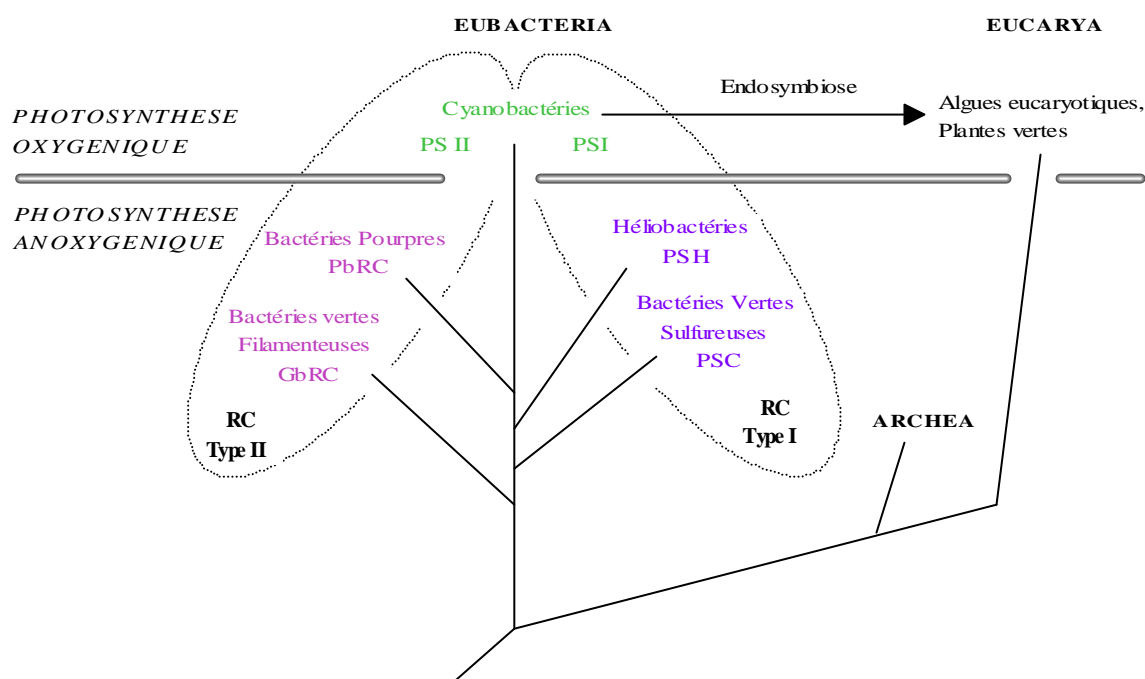 EUBACTERIA
EUCARYA
Endosymbiose
Cyanobactéries
PS II
PSI
Algues eucaryotiques,
Plantes vertes
PHOTOSYNTHESE
OXYGENIQUE
PHOTOSYNTHESE
ANOXYGENIQUE
Bactéries Pourpres
PbRC
Héliobactéries
PSH
Bactéries vertes
Filamenteuses
GbRC
Bactéries Vertes
Sulfureuses
PSC
RC
Type II
RC
Type I
ARCHEA